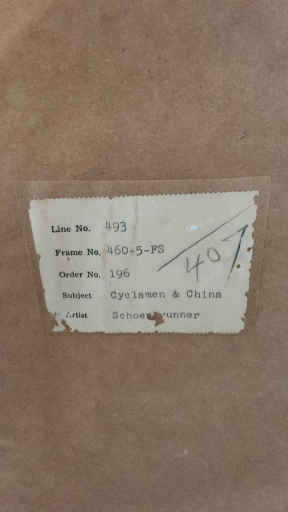 Line No. 493
Frame No. 460-5-FS
Order No. 196
407
Subject Cyclamen & China
Artist